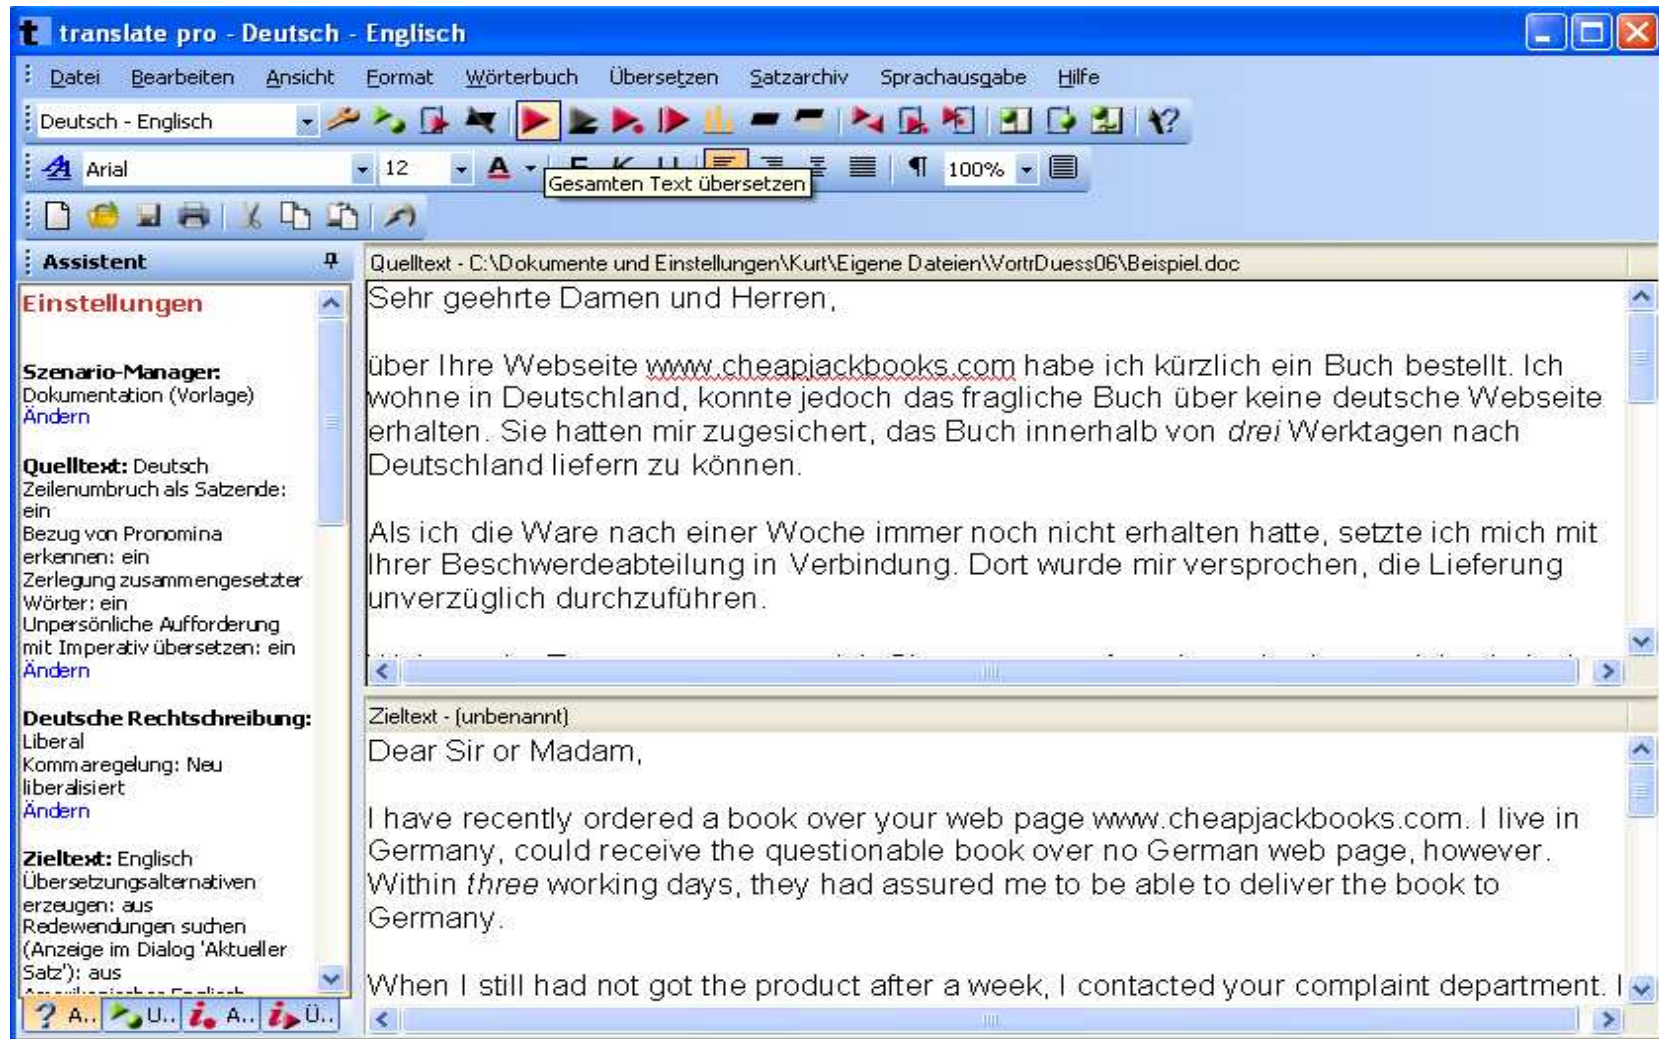 translate pro - Deutsch - Englisch
Datei Bearbeiten Ansicht Format Wörterbuch Übersetzen Satzarchiv Sprachausgabe Hilfe
Deutsch - Englisch
Arial 12 A F K U 100%
Gesamten Text übersetzen
Assistent
Einstellungen
Szenario-Manager:
Dokumentation (Vorlage)
Ändern
Quelltext: Deutsch
Zeilenumbruch als Satzende:
ein
Bezug von Pronomina
erkennen: ein
Zerlegung zusammengesetzter
Wörter: ein
Unpersönliche Aufforderung
mit Imperativ übersetzen: ein
Ändern
Deutsche Rechtschreibung:
Liberal
Kommaregelung: Neu
liberalisiert
Ändern
Zieltext: Englisch
Übersetzungsalternativen
erzeugen: aus
Redewendungen suchen
(Anzeige im Dialog 'Aktueller
Satz'): aus
A.. U.. A.. Ü..
Quelltext - C:\Dokumente und Einstellungen\Kurt\Eigene Dateien\VortrDuess06\Beispiel.doc
Sehr geehrte Damen und Herren,
über Ihre Webseite www.cheapjackbooks.com habe ich kürzlich ein Buch bestellt. Ich
wohne in Deutschland, konnte jedoch das fragliche Buch über keine deutsche Webseite
erhalten. Sie hatten mir zugesichert, das Buch innerhalb von drei Werktagen nach
Deutschland liefern zu können.
Als ich die Ware nach einer Woche immer noch nicht erhalten hatte, setzte ich mich mit
Ihrer Beschwerdeabteilung in Verbindung. Dort wurde mir versprochen, die Lieferung
unverzüglich durchzuführen.
Zieltext - (unbenannt)
Dear Sir or Madam,
I have recently ordered a book over your web page www.cheapjackbooks.com. I live in
Germany, could receive the questionable book over no German web page, however.
Within three working days, they had assured me to be able to deliver the book to
Germany.
When I still had not got the product after a week, I contacted your complaint department. I